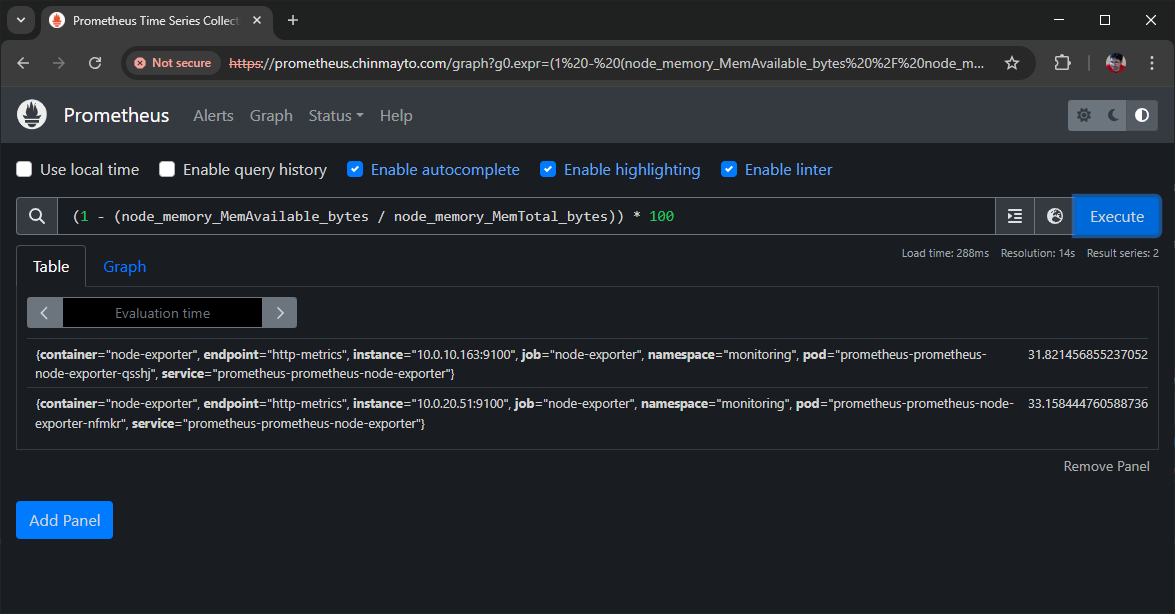 Prometheus Time Series Collect
Not secure https://prometheus.chinmayto.com/graph?g0.expr=(1%20-%20(node_memory_MemAvailable_bytes%20%2F%20node_m...
Prometheus Alerts Graph Status Help
Use local time Enable query history Enable autocomplete Enable highlighting Enable linter
(1 - (node_memory_MemAvailable_bytes / node_memory_MemTotal_bytes)) * 100 Execute
Load time: 288ms Resolution: 14s Result series: 2
Table Graph
Evaluation time
{container="node-exporter", endpoint="http-metrics", instance="10.0.10.163:9100", job="node-exporter", namespace="monitoring", pod="prometheus-prometheus- 31.821456855237052
node-exporter-qsshj", service="prometheus-prometheus-node-exporter"}
{container="node-exporter", endpoint="http-metrics", instance="10.0.20.51:9100", job="node-exporter", namespace="monitoring", pod="prometheus-prometheus-node- 33.158444760588736
exporter-nfmkr", service="prometheus-prometheus-node-exporter"}
Remove Panel
Add Panel